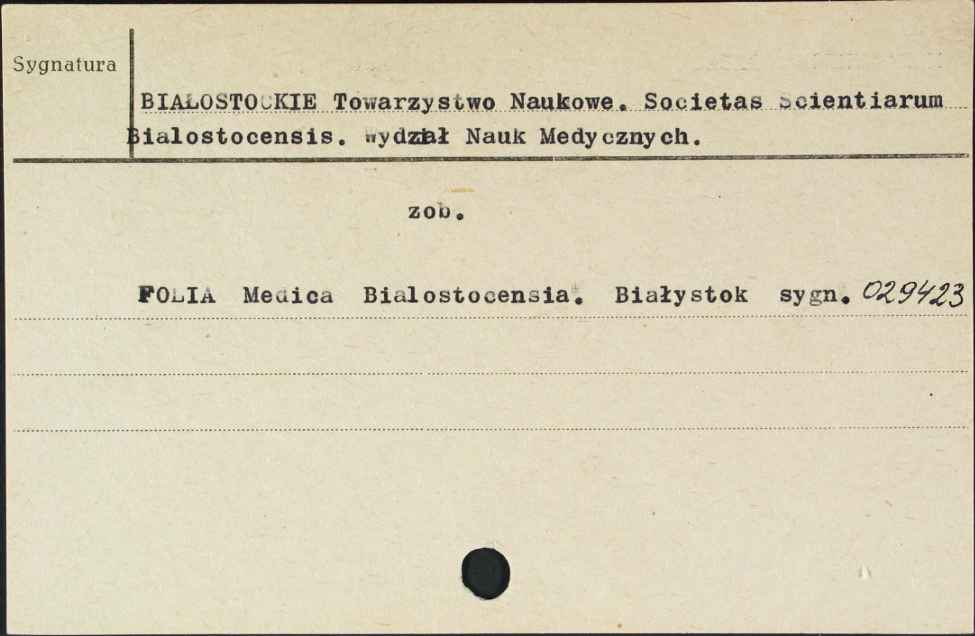 Sygnatura
BIAŁOSTOCKIE Towarzystwo Naukowe. Societas Scientiarum
Bialostocensis. Wydział Nauk Medycznych.
zob.
FOLIA Medica Bialostocensia. Białystok sygn. 029423